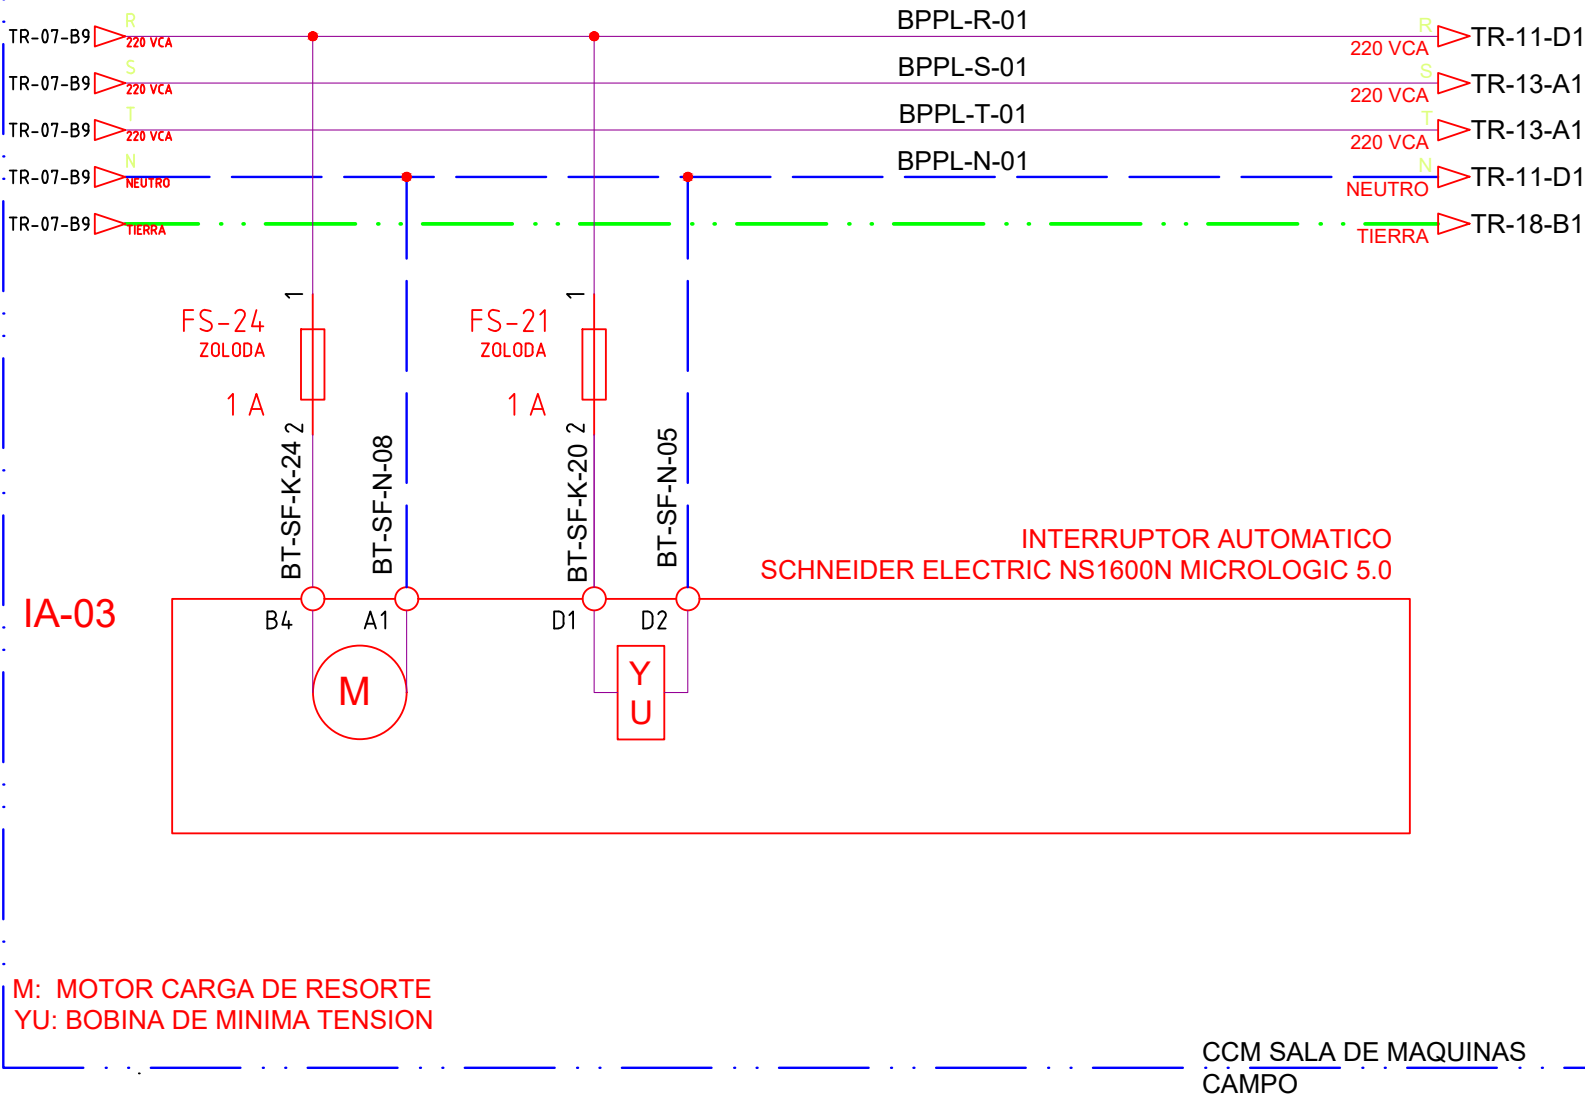 R
TR-07-B9
220 VCA
BPPL-R-01
R
220 VCA
TR-11-D1
S
TR-07-B9
220 VCA
BPPL-S-01
S
220 VCA
TR-13-A1
T
TR-07-B9
220 VCA
BPPL-T-01
T
220 VCA
TR-13-A1
N
TR-07-B9
NEUTRO
BPPL-N-01
N
NEUTRO
TR-11-D1
TR-07-B9
TIERRA
TIERRA
TR-18-B1
1
FS-24
ZOLODA
1 A
2
BT-SF-K-24
BT-SF-N-08
1
FS-21
ZOLODA
1 A
2
BT-SF-K-20
BT-SF-N-05
INTERRUPTOR AUTOMATICO
SCHNEIDER ELECTRIC NS1600N MICROLOGIC 5.0
IA-03
B4
A1
D1
D2
M
Y
U
M: MOTOR CARGA DE RESORTE
YU: BOBINA DE MINIMA TENSION
CCM SALA DE MAQUINAS
CAMPO